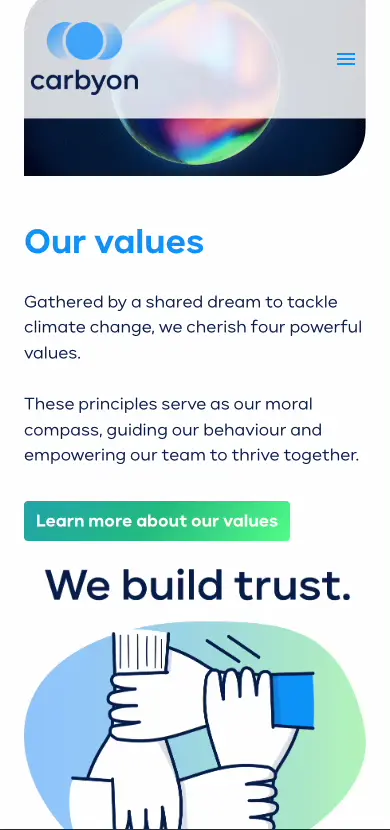 carbyon
Our values
Gathered by a shared dream to tackle
climate change, we cherish four powerful
values.
These principles serve as our moral
compass, guiding our behaviour and
empowering our team to thrive together.
Learn more about our values
We build trust.